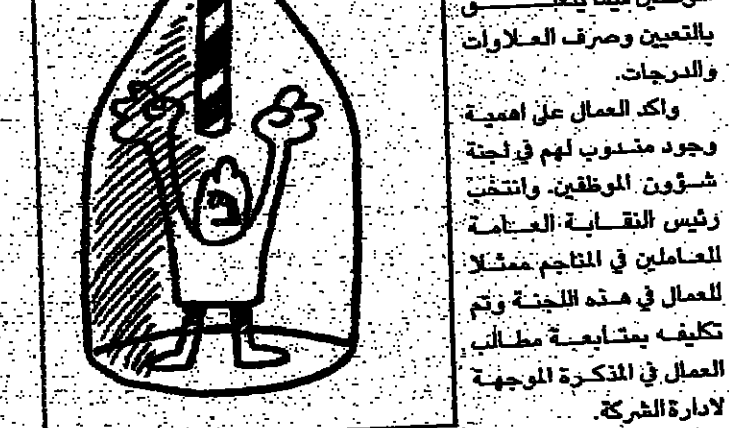 بالتعيين وصرف العلاوات
والدرجات.
واكد العمال على اهمية
وجود مندوب لهم في لجنة
شؤون الموظفين. وانتخب
رئيس النقابة العامة
للعاملين في المناجم ممثلا
للعمال في هذه اللجنة وتم
تكليفه بمتابعة مطالب
العمال في المذكرة الموجهة
لادارة الشركة.